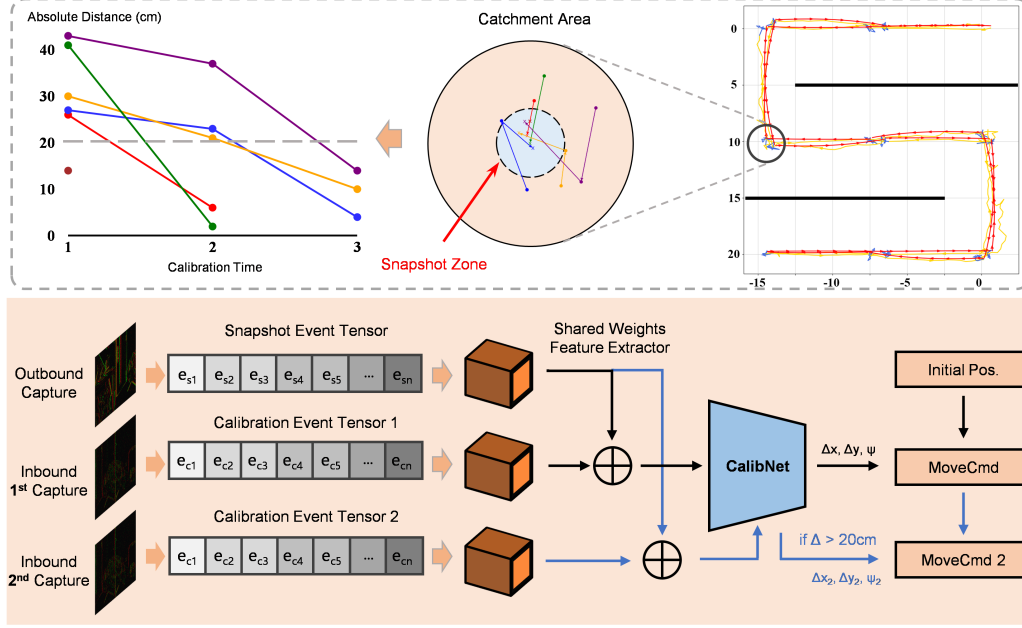 Absolute Distance (cm)
40
30
20
10
0
1
2
3
Calibration Time
Catchment Area
Snapshot Zone
0
5
10
15
20
-15
-10
-5
0
Snapshot Event Tensor
Shared Weights
Feature Extractor
Outbound
Capture
es1
es2
es3
es4
es5
...
esn
Initial Pos.
Calibration Event Tensor 1
Inbound
1st Capture
ec1
ec2
ec3
ec4
ec5
...
ecn
CalibNet
Δx, Δy, ψ
MoveCmd
Calibration Event Tensor 2
Inbound
2nd Capture
ec1
ec2
ec3
ec4
ec5
...
ecn
if Δ > 20cm
Δx2, Δy2, ψ2
MoveCmd 2